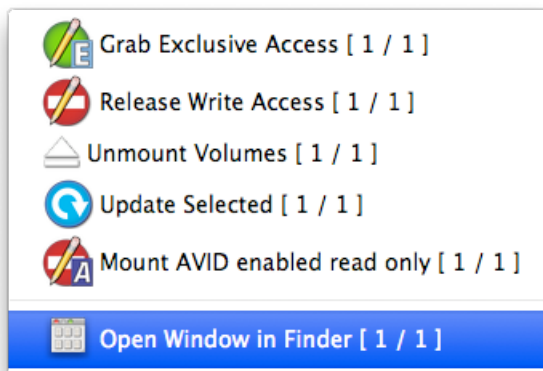 Grab Exclusive Access [ 1 / 1 ]
Release Write Access [ 1 / 1 ]
Unmount Volumes [ 1 / 1 ]
Update Selected [ 1 / 1 ]
Mount AVID enabled read only [ 1 / 1 ]
Open Window in Finder [ 1 / 1 ]